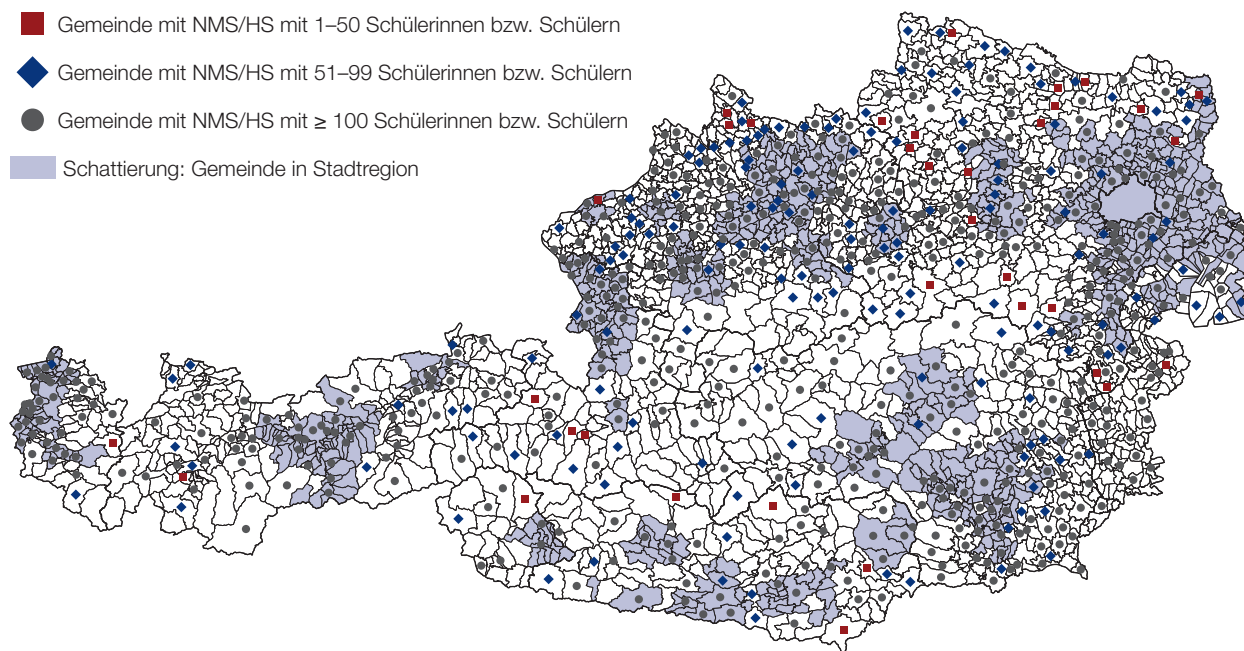 Gemeinde mit NMS/HS mit 1–50 Schülerinnen bzw. Schülern
Gemeinde mit NMS/HS mit 51–99 Schülerinnen bzw. Schülern
Gemeinde mit NMS/HS mit ≥ 100 Schülerinnen bzw. Schülern
Schattierung: Gemeinde in Stadtregion